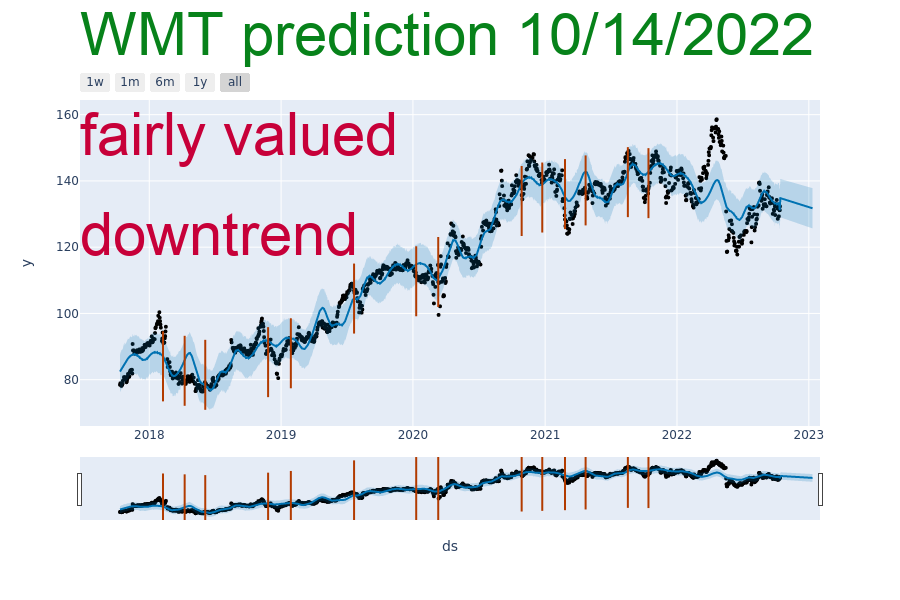 WMT prediction 10/14/2022
1w 1m 6m 1y all
fairly valued
downtrend
160
140
120
100
80
y
2018 2019 2020 2021 2022 2023
ds